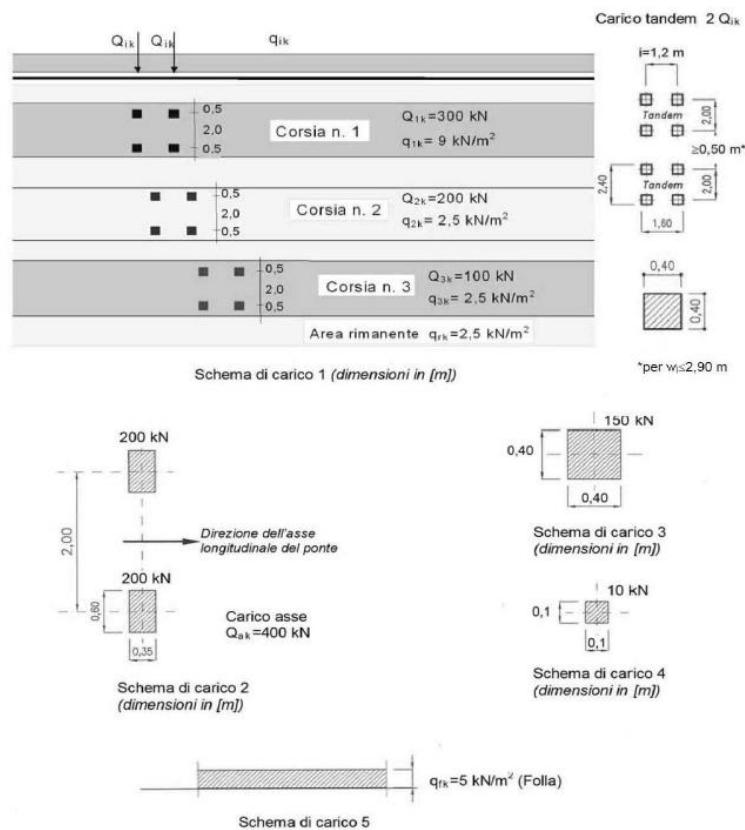 Carico tandem 2 Qik
Qik Qik qik
i=1,2 m
0,5
2,0
0,5
Corsia n. 1
Q1k=300 kN
q1k= 9 kN/m²
Tandem
2,00
≥0,50 m*
0,5
2,0
0,5
Corsia n. 2
Q2k=200 kN
q2k= 2,5 kN/m²
2,40
Tandem
2,00
1,60
0,5
2,0
0,5
Corsia n. 3
Q3k=100 kN
q3k= 2,5 kN/m²
0,40
0,40
Area rimanente qrk=2,5 kN/m²
*per wl≤2,90 m
Schema di carico 1 (dimensioni in [m])
200 kN
2,00
Direzione dell'asse
longitudinale del ponte
200 kN
0,60
0,35
Carico asse
Qak=400 kN
Schema di carico 2
(dimensioni in [m])
150 kN
0,40
0,40
Schema di carico 3
(dimensioni in [m])
10 kN
0,1
0,1
Schema di carico 4
(dimensioni in [m])
qfk=5 kN/m² (Folla)
Schema di carico 5